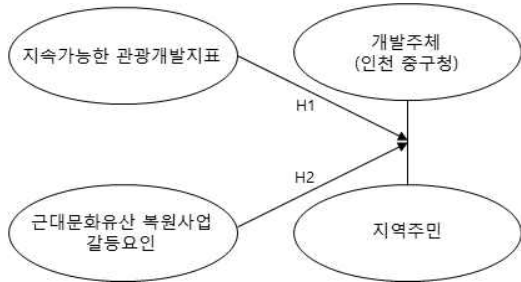 지속가능한 관광개발지표
개발주체
(인천 중구청)
H1
H2
근대문화유산 복원사업
갈등요인
지역주민